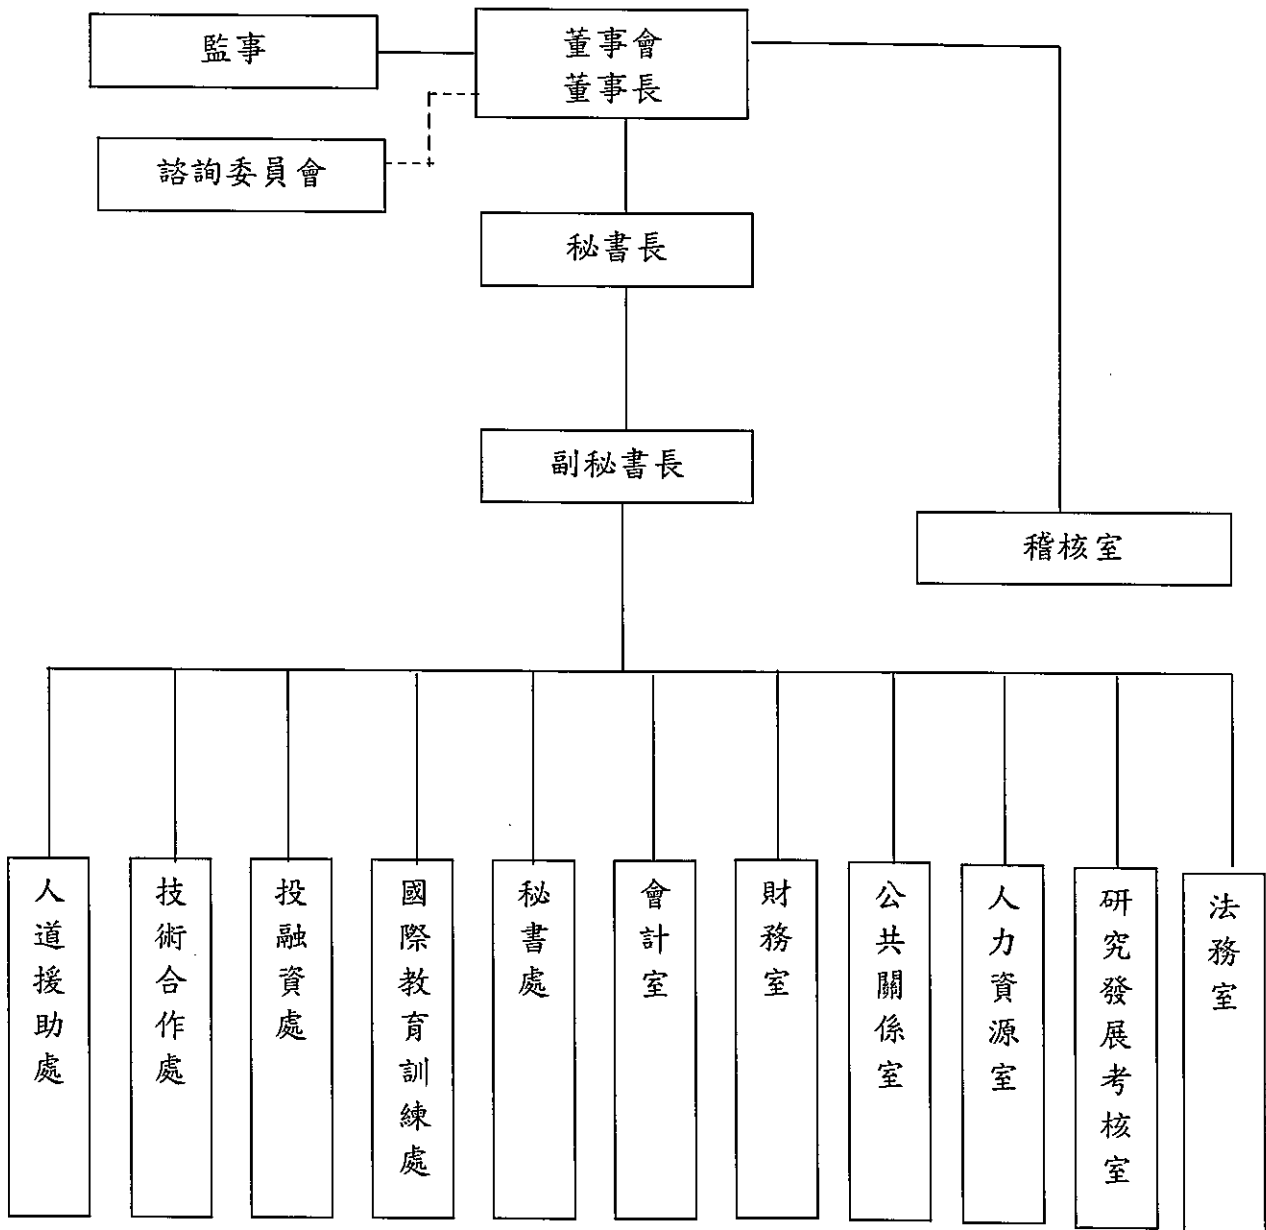 監事
董事會
董事長
諮詢委員會
秘書長
副秘書長
稽核室
人道援助處
技術合作處
投融資處
國際教育訓練處
秘書處
會計室
財務室
公共關係室
人力資源室
研究發展考核室
法務室